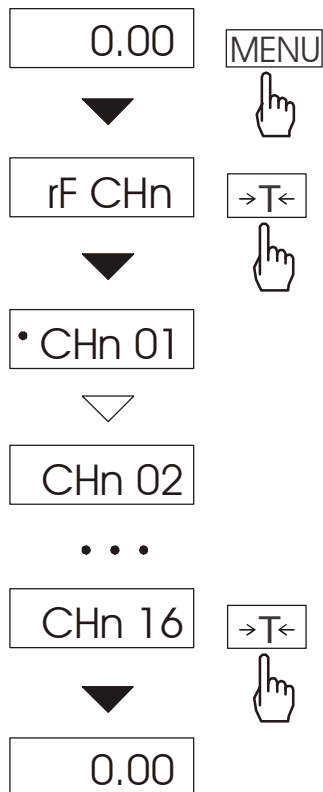 0.00 MENU
rF CHn →T←
• CHn 01
CHn 02
• • •
CHn 16 →T←
0.00